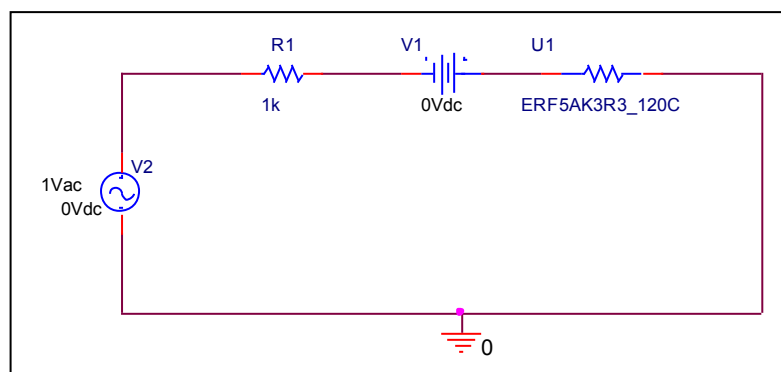 R1
V1
U1
1k
0Vdc
ERF5AK3R3_120C
V2
1Vac
0Vdc
0